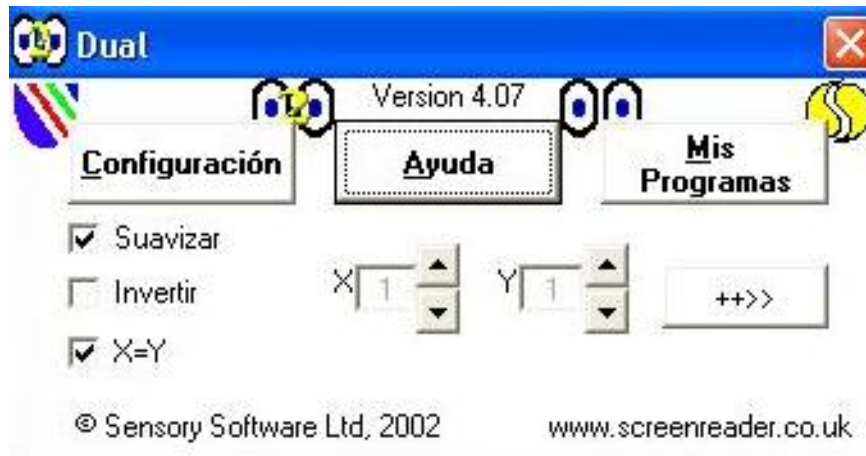 Dual
Version 4.07
Configuración
Ayuda
Mis
Programas
Suavizar
Invertir
X=Y
X 1
Y 1
++>>
© Sensory Software Ltd, 2002
www.screenreader.co.uk